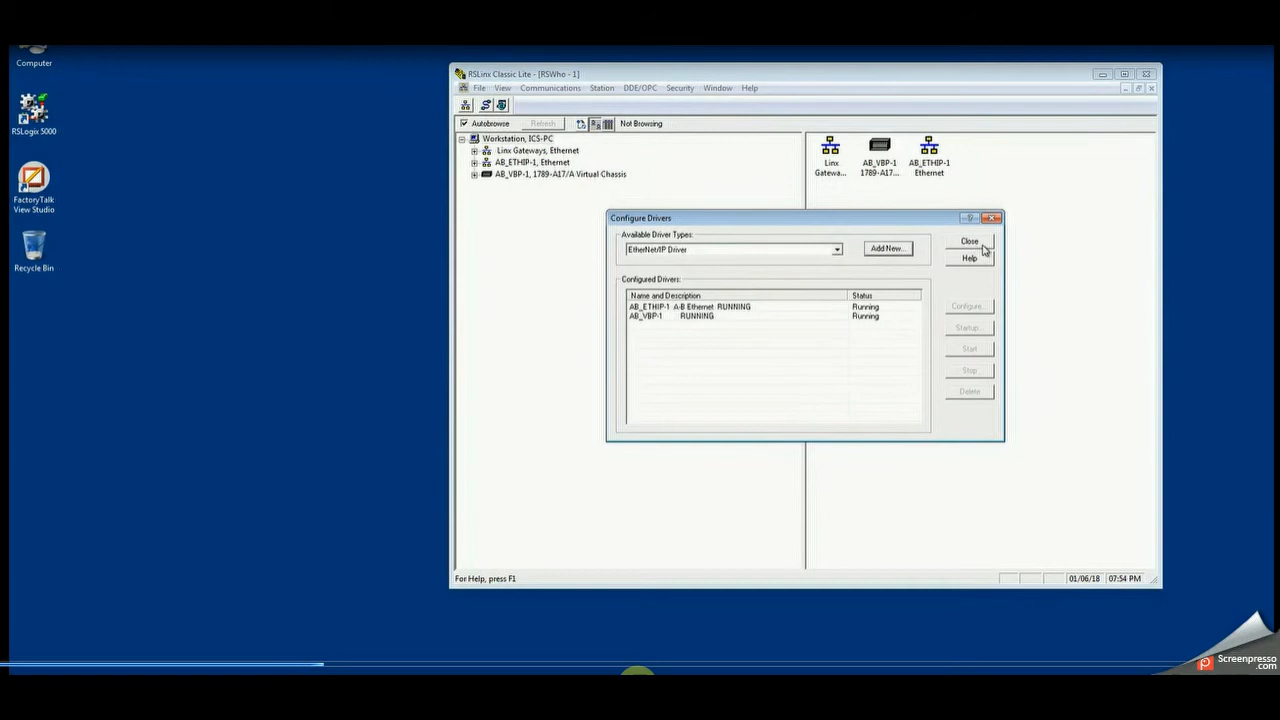 Computer
RSLogix 5000
FactoryTalk
View Studio
Recycle Bin
RSLinx Classic Lite - [RSWho - 1]
File View Communications Station DDE/OPC Security Window Help
Autobrowse Refresh Not Browsing
Workstation, ICS-PC
Linx Gateways, Ethernet
AB_ETHIP-1, Ethernet
AB_VBP-1, 1789-A17/A Virtual Chassis
Linx
Gatewa...
AB_VBP-1
1789-A17...
AB_ETHIP-1
Ethernet
Configure Drivers
Available Driver Types:
EtherNet/IP Driver
Add New...
Close
Help
Configured Drivers:
Name and Description Status
AB_ETHIP-1 A-B Ethernet RUNNING Running
AB_VBP-1 RUNNING Running
Configure...
Startup...
Start
Stop
Delete
For Help, press F1
01/06/18 07:54 PM
Screenpresso
.com